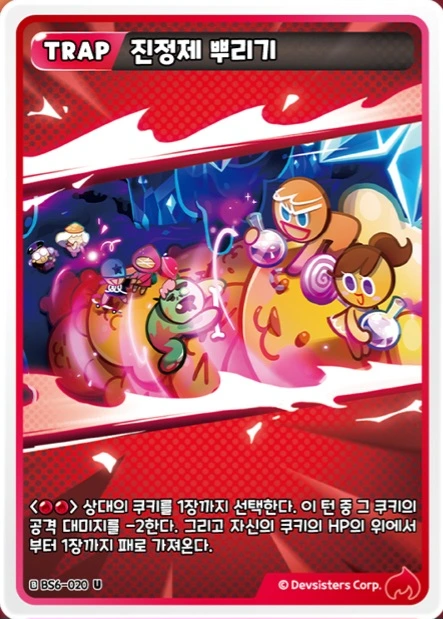 TRAP 진정제 뿌리기
<●●> 상대의 쿠키를 1장까지 선택한다. 이 턴 중 그 쿠키의
공격 대미지를 -2한다. 그리고 자신의 쿠키의 HP의 위에서
부터 1장까지 패로 가져온다.
BS6-020 U © Devsisters Corp.